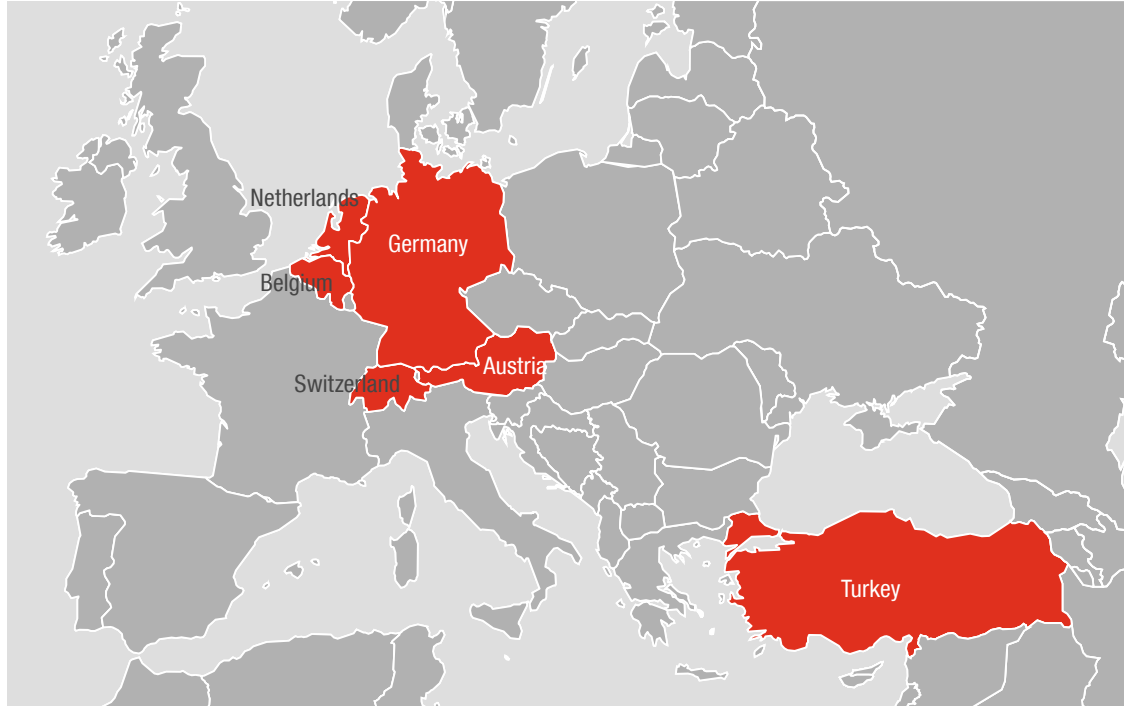 Netherlands
Germany
Belgium
Austria
Switzerland
Turkey